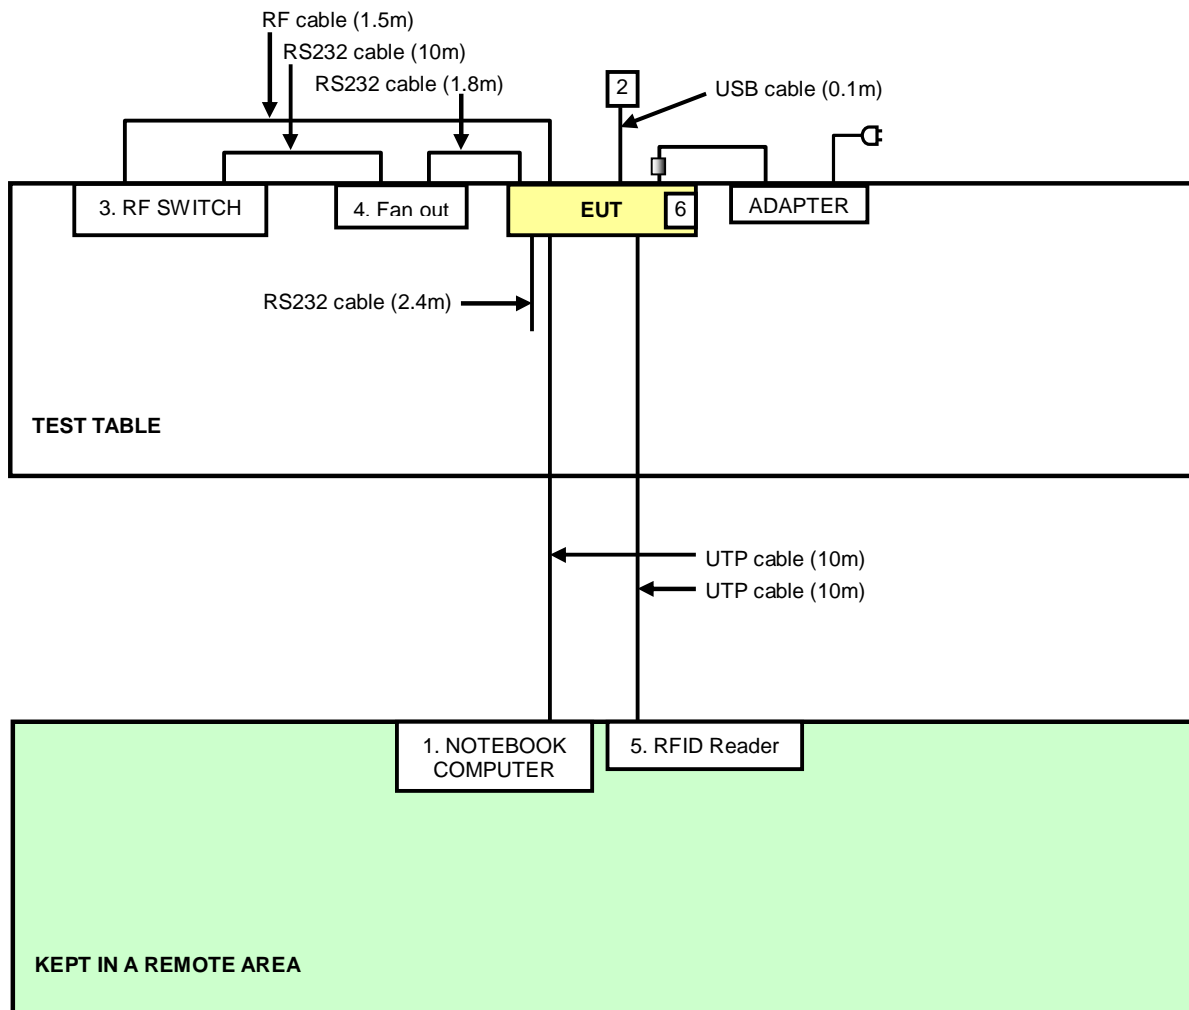 RF cable (1.5m)
RS232 cable (10m)
RS232 cable (1.8m)
2
USB cable (0.1m)
3. RF SWITCH
4. Fan out
EUT
6
ADAPTER
RS232 cable (2.4m)
TEST TABLE
UTP cable (10m)
UTP cable (10m)
1. NOTEBOOK
COMPUTER
5. RFID Reader
KEPT IN A REMOTE AREA